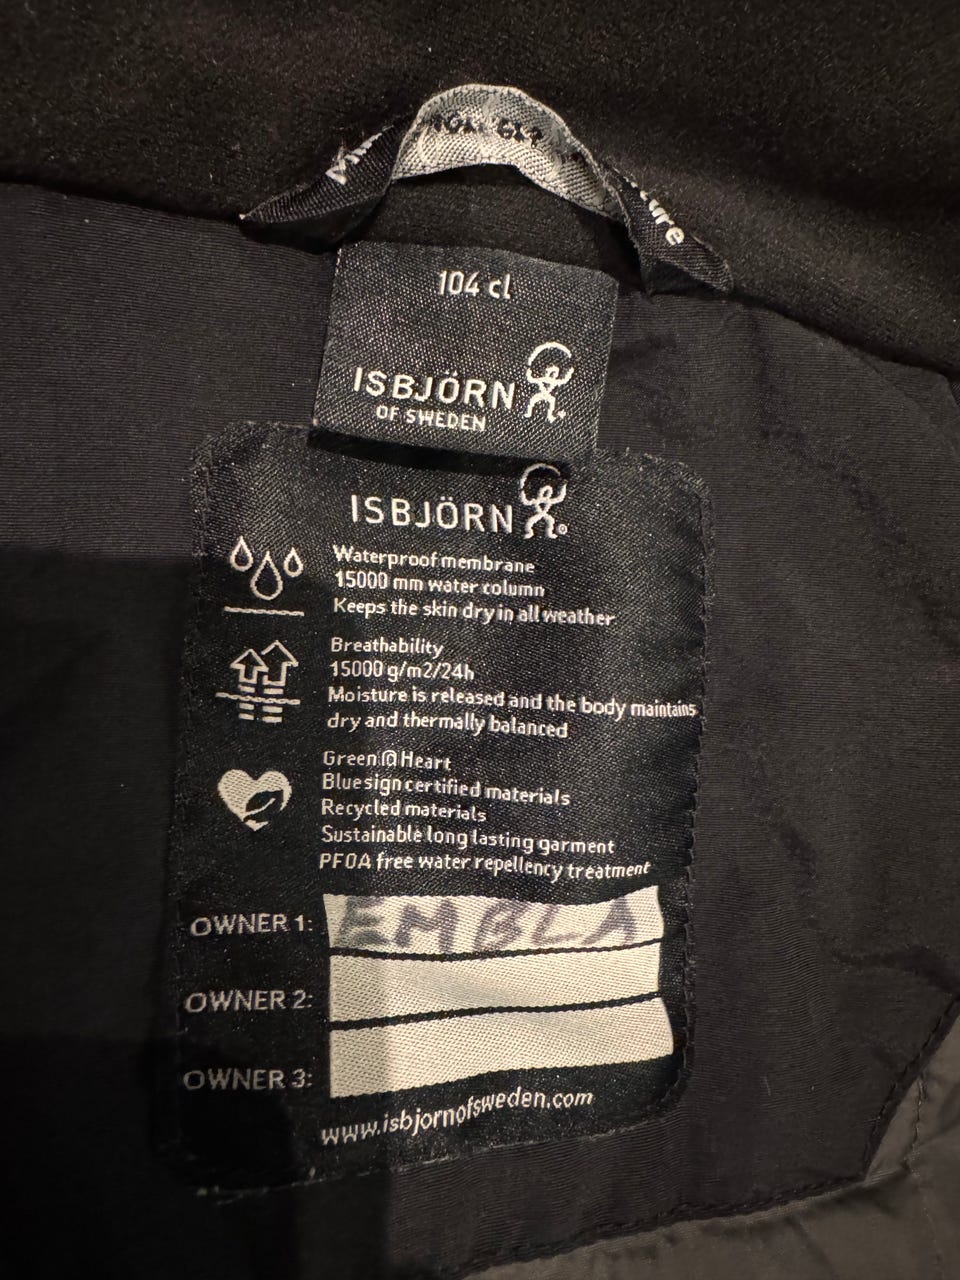 104 cl
ISBJÖRN
OF SWEDEN
ISBJÖRN
Waterproof membrane
15000 mm water column
Keeps the skin dry in all weather
Breathability
15000 g/m2/24h
Moisture is released and the body maintains
dry and thermally balanced
Green@Heart
Bluesign certified materials
Recycled materials
Sustainable long lasting garment
PFOA free water repellency treatment
OWNER 1: EMBLA
OWNER 2:
OWNER 3:
www.isbjornofsweden.com